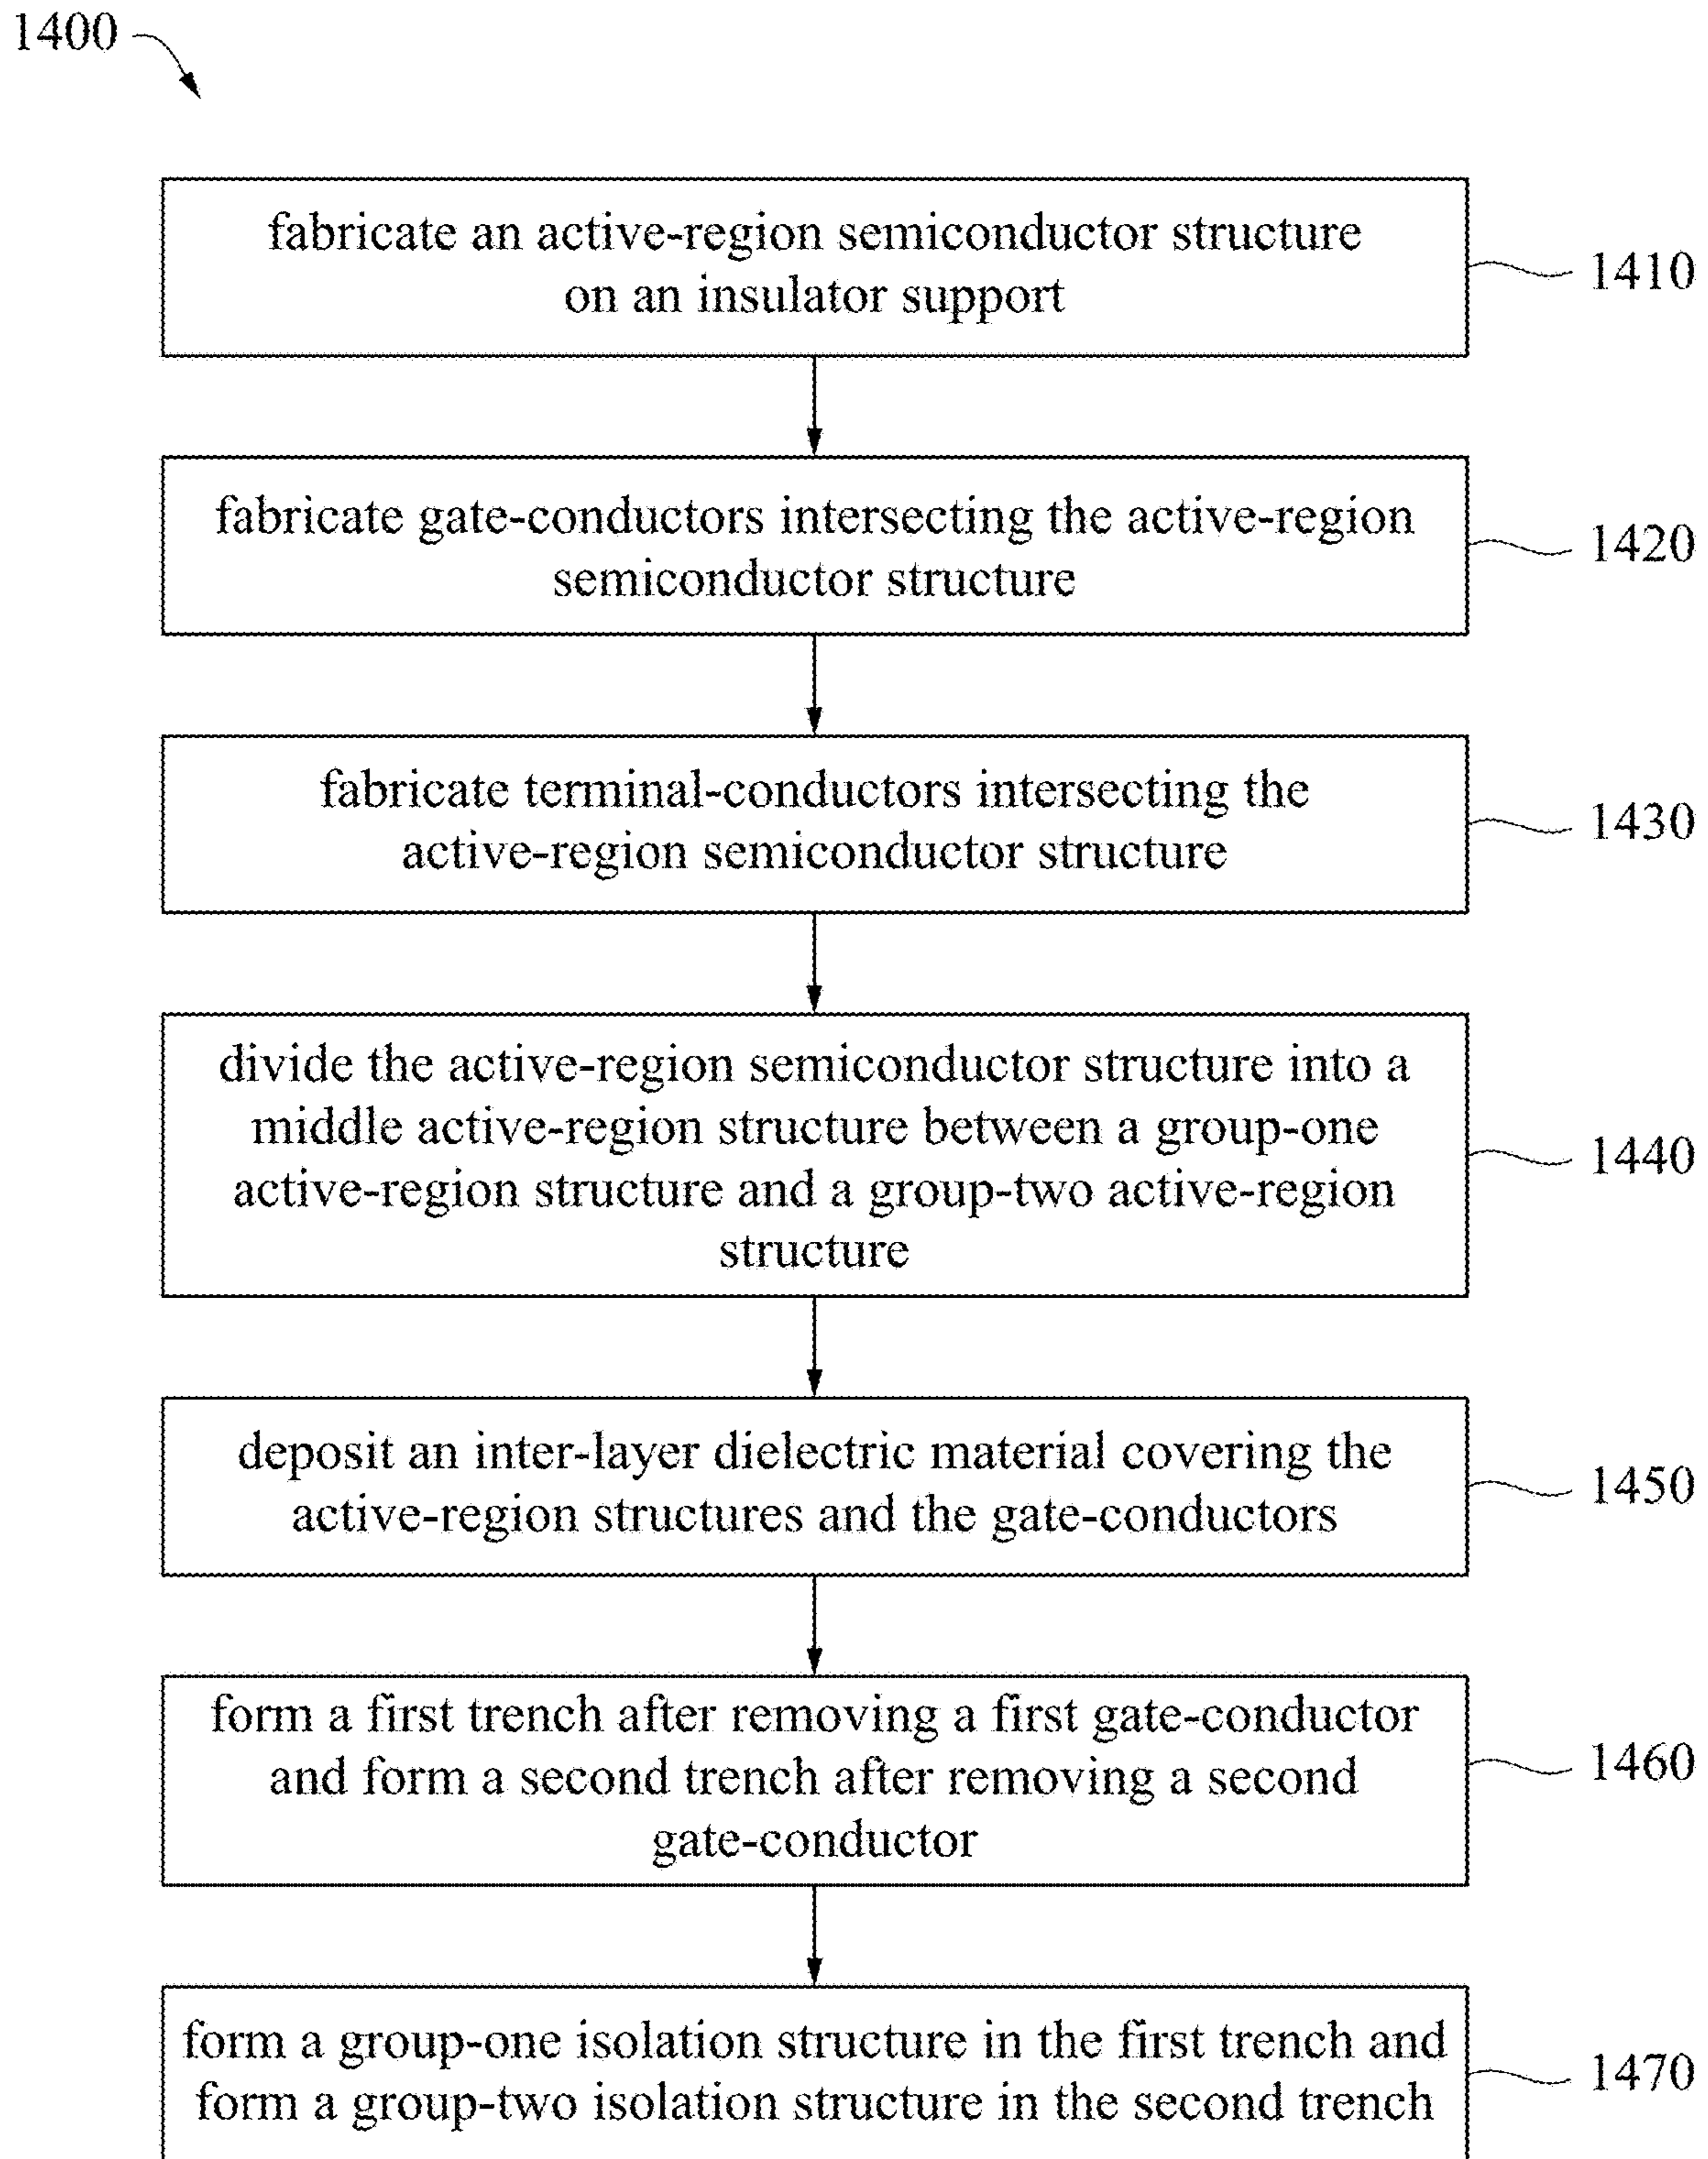 1400
fabricate an active-region semiconductor structure
on an insulator support
1410
fabricate gate-conductors intersecting the active-region
semiconductor structure
1420
fabricate terminal-conductors intersecting the
active-region semiconductor structure
1430
divide the active-region semiconductor structure into a
middle active-region structure between a group-one
active-region structure and a group-two active-region
structure
1440
deposit an inter-layer dielectric material covering the
active-region structures and the gate-conductors
1450
form a first trench after removing a first gate-conductor
and form a second trench after removing a second
gate-conductor
1460
form a group-one isolation structure in the first trench and
form a group-two isolation structure in the second trench
1470